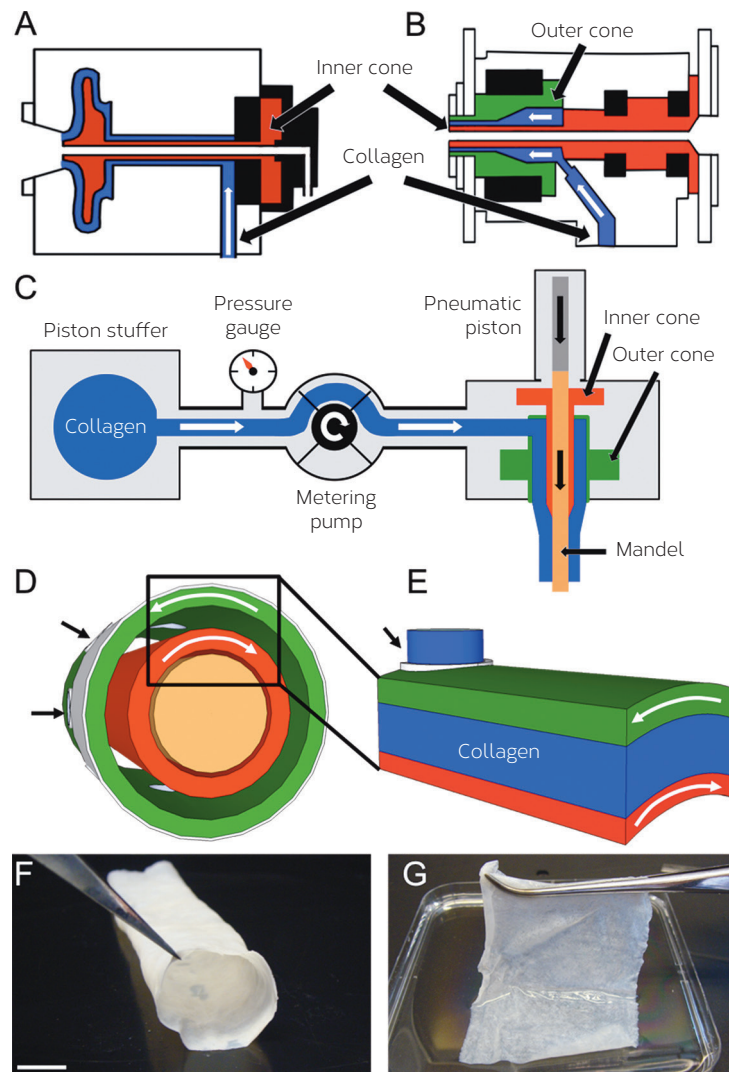 A
B
Outer cone
Inner cone
Collagen
C
Pressure
gauge
Piston stuffer
Collagen
Metering
pump
Pneumatic
piston
Inner cone
Outer cone
Mandel
D
E
Collagen
F
G